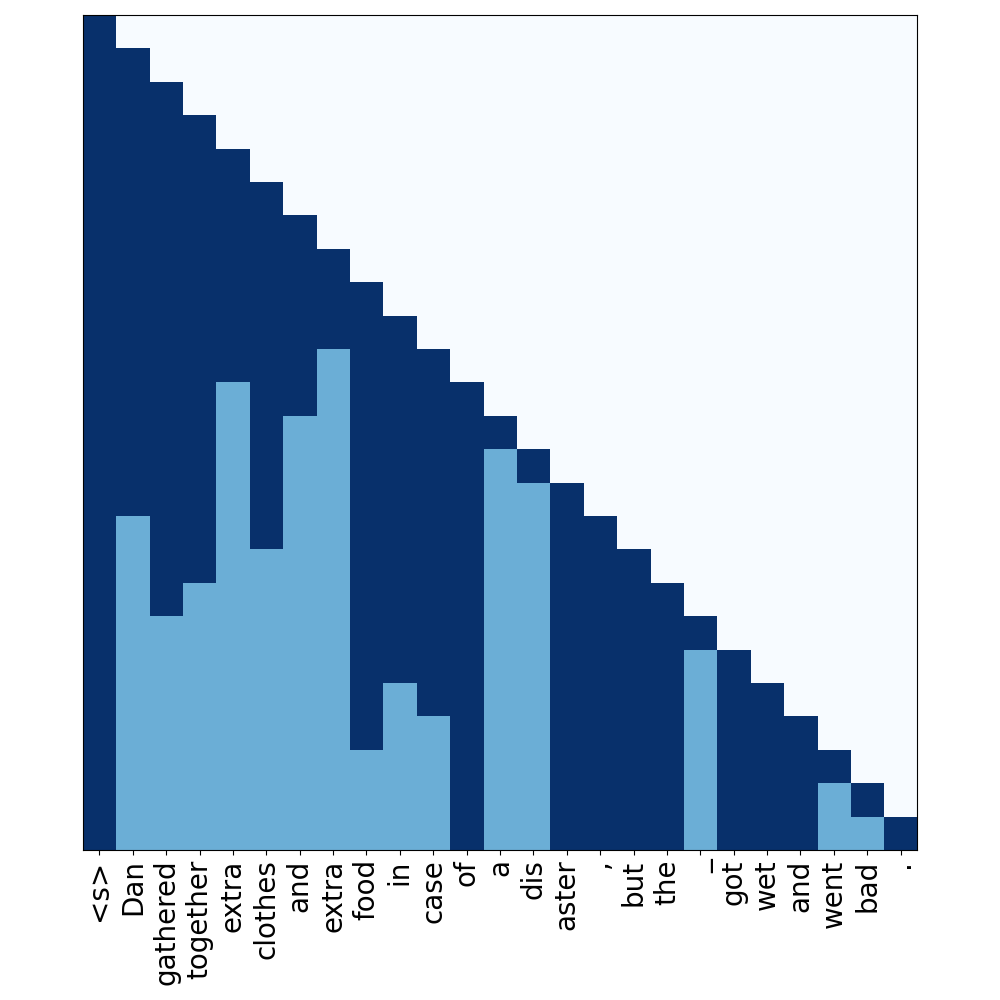 <s> Dan gathered together extra clothes and extra food in case of a dis aster , but the _ got wet and went bad .